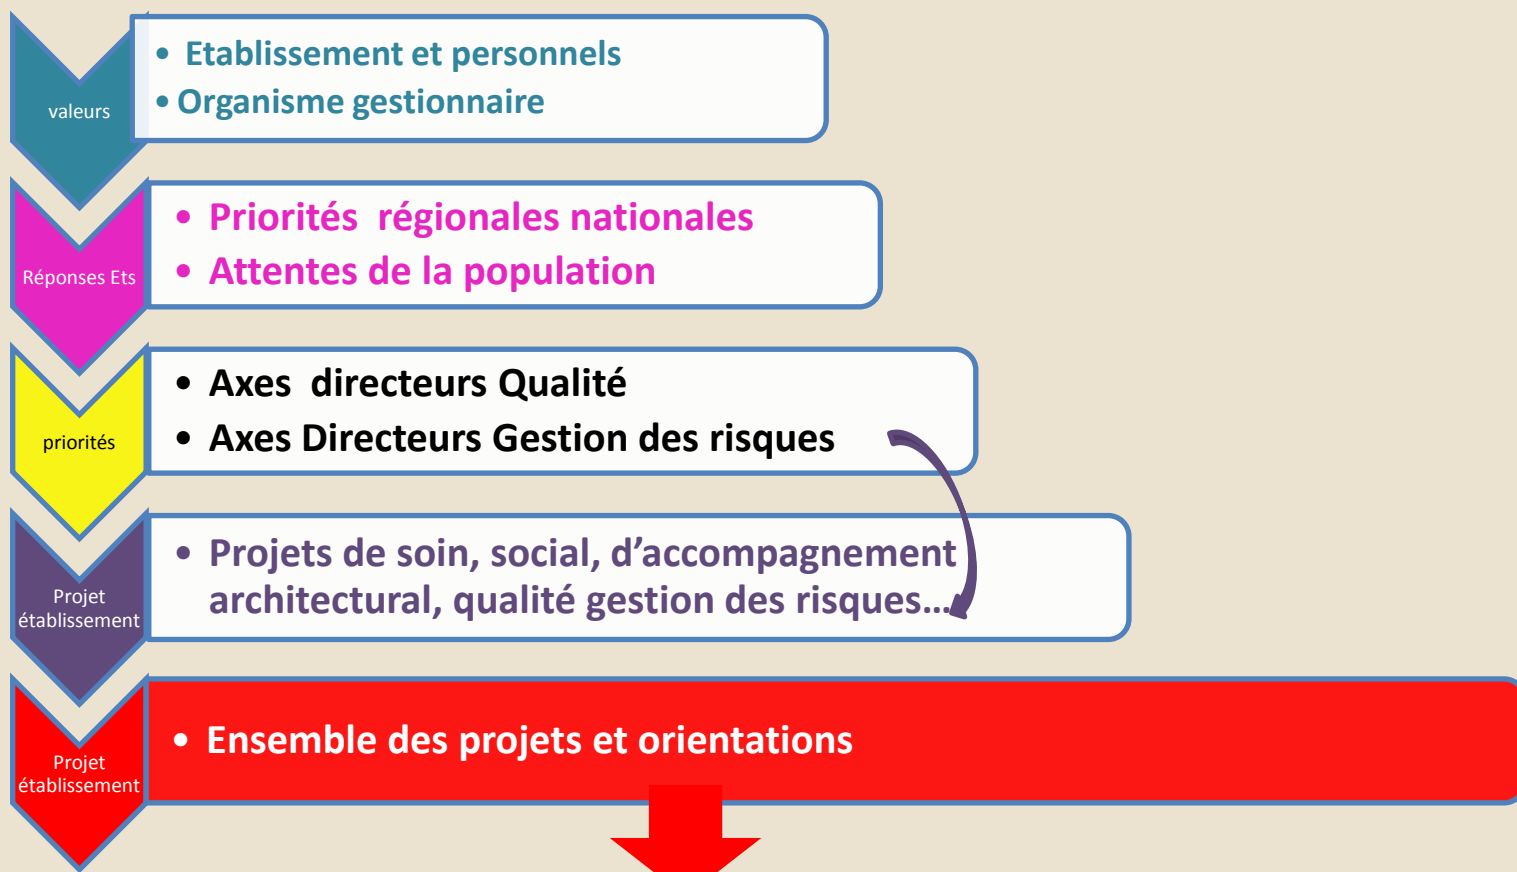 valeurs
• Etablissement et personnels
• Organisme gestionnaire
Réponses Ets
• Priorités régionales nationales
• Attentes de la population
priorités
• Axes directeurs Qualité
• Axes Directeurs Gestion des risques
Projet
établissement
• Projets de soin, social, d’accompagnement
architectural, qualité gestion des risques…
Projet
établissement
• Ensemble des projets et orientations